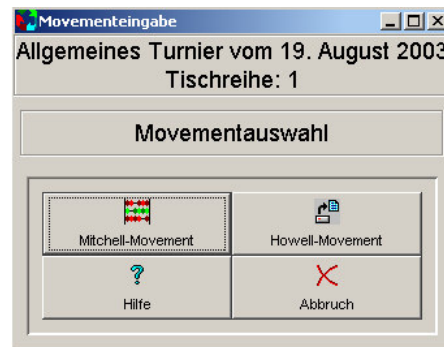 Movementeingabe
Allgemeines Turnier vom 19. August 2003
Tischreihe: 1
Movementauswahl
Mitchell-Movement
Howell-Movement
Hilfe
Abbruch